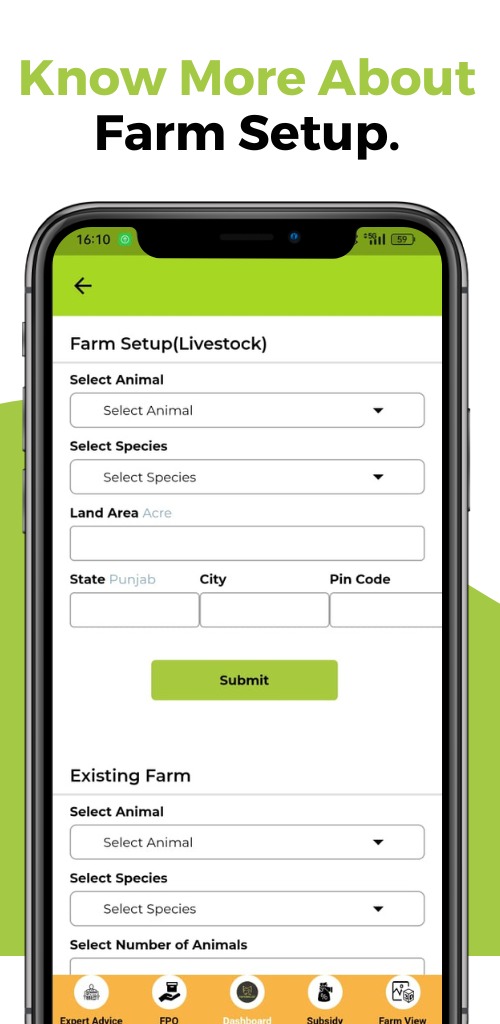 Know More About
Farm Setup.
16:10
5G
59
Farm Setup(Livestock)
Select Animal
Select Animal
Select Species
Select Species
Land Area Acre
State Punjab City Pin Code
Submit
Existing Farm
Select Animal
Select Animal
Select Species
Select Species
Select Number of Animals
Expert Advice FPO Dashboard Subsidy Farm View